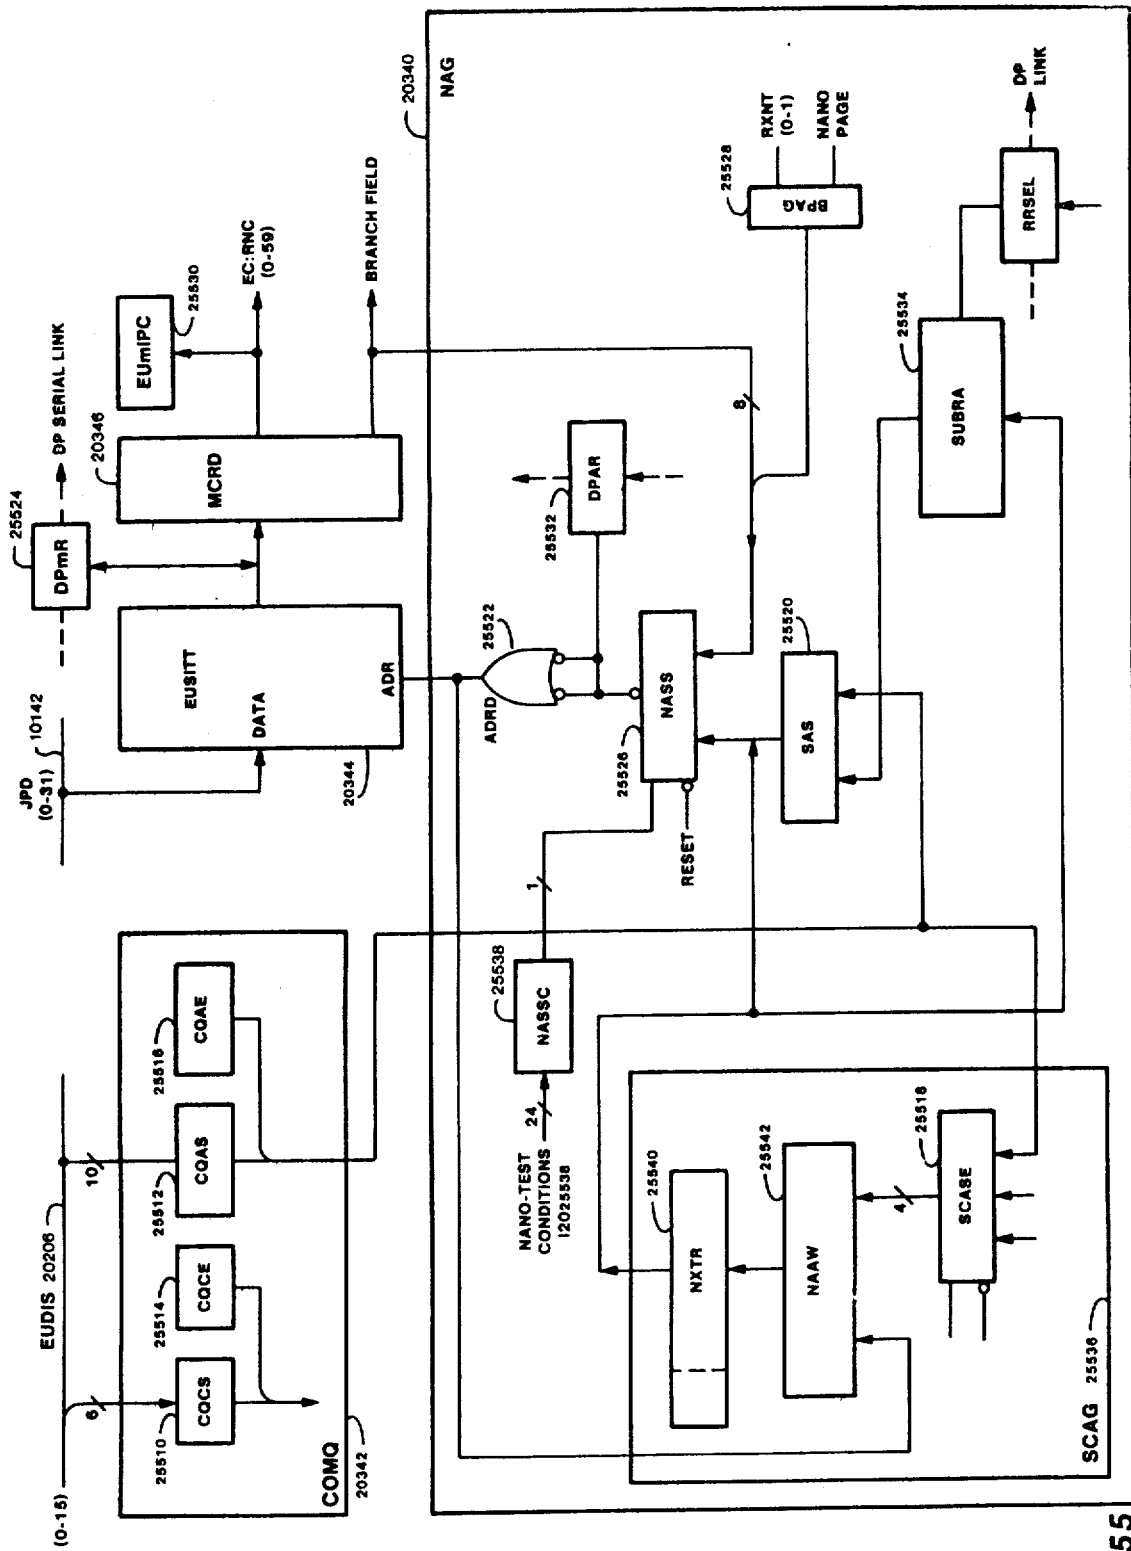 (0-15)
EUDIS 20206
JPD
(0-31)
10142
25524
DPmR
DP SERIAL LINK
6
10
25510
CQCS
25514
CQCE
25512
CQAS
25516
CQAE
COMQ
20342
EUSITT
DATA
ADR
20344
20346
MCRD
EUmIPC
25530
EC:RNC
(0-59)
BRANCH FIELD
20340
NAG
ADRD
25522
25532
DPAR
8
25528
BPAG
RXNT
(0-1)
NANO
PAGE
NANO-TEST
CONDITIONS
12025538
24
NASSC
25538
1
RESET
25526
NASS
SAS
25520
SUBRA
25534
RRSEL
DP
LINK
25540
NXTR
25542
NAAW
4
25518
SCASE
SCAG
25536
55